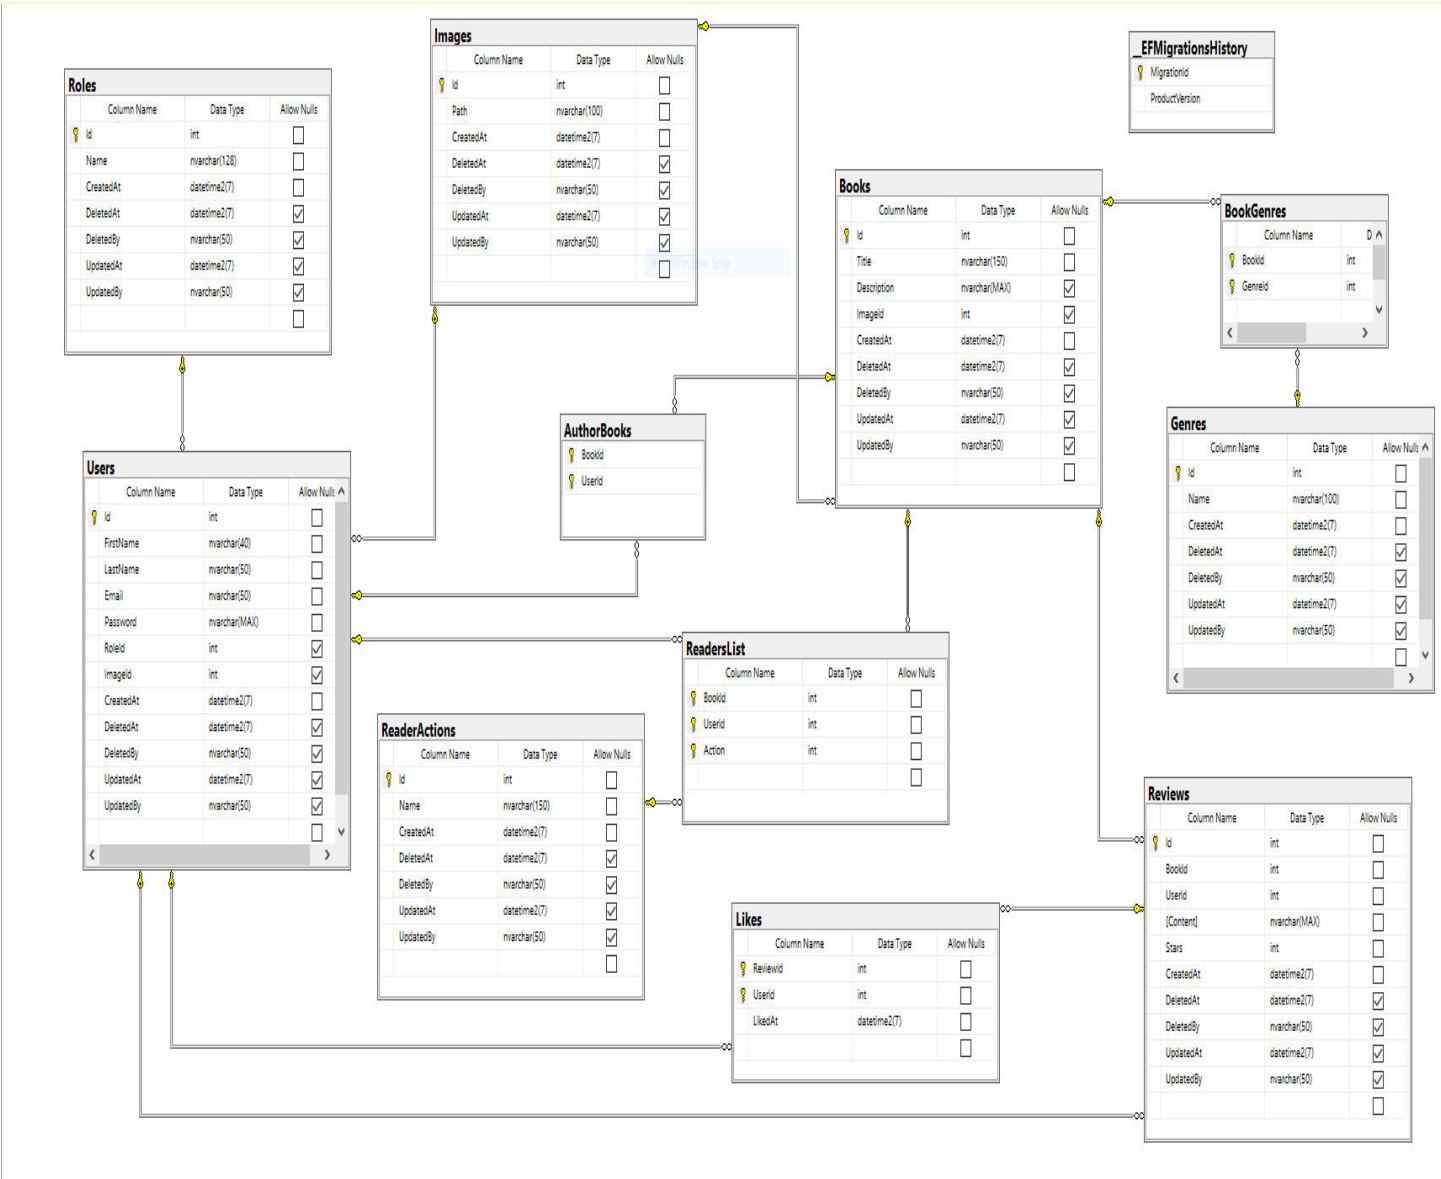 Images
Column Name Data Type Allow Nulls
Id int
Path nvarchar(100)
CreatedAt datetime2(7)
DeletedAt datetime2(7)
DeletedBy nvarchar(50)
UpdatedAt datetime2(7)
UpdatedBy nvarchar(50)
Window Snip
_EFMigrationsHistory
MigrationId
ProductVersion
Roles
Column Name Data Type Allow Nulls
Id int
Name nvarchar(128)
CreatedAt datetime2(7)
DeletedAt datetime2(7)
DeletedBy nvarchar(50)
UpdatedAt datetime2(7)
UpdatedBy nvarchar(50)
Books
Column Name Data Type Allow Nulls
Id int
Title nvarchar(150)
Description nvarchar(MAX)
ImageId int
CreatedAt datetime2(7)
DeletedAt datetime2(7)
DeletedBy nvarchar(50)
UpdatedAt datetime2(7)
UpdatedBy nvarchar(50)
BookGenres
Column Name D
BookId int
GenreId int
AuthorBooks
BookId
UserId
Genres
Column Name Data Type Allow Nulls
Id int
Name nvarchar(100)
CreatedAt datetime2(7)
DeletedAt datetime2(7)
DeletedBy nvarchar(50)
UpdatedAt datetime2(7)
UpdatedBy nvarchar(50)
Users
Column Name Data Type Allow Nulls
Id int
FirstName nvarchar(40)
LastName nvarchar(50)
Email nvarchar(50)
Password nvarchar(MAX)
RoleId int
ImageId int
CreatedAt datetime2(7)
DeletedAt datetime2(7)
DeletedBy nvarchar(50)
UpdatedAt datetime2(7)
UpdatedBy nvarchar(50)
ReadersList
Column Name Data Type Allow Nulls
BookId int
UserId int
Action int
ReaderActions
Column Name Data Type Allow Nulls
Id int
Name nvarchar(150)
CreatedAt datetime2(7)
DeletedAt datetime2(7)
DeletedBy nvarchar(50)
UpdatedAt datetime2(7)
UpdatedBy nvarchar(50)
Reviews
Column Name Data Type Allow Nulls
Id int
BookId int
UserId int
[Content] nvarchar(MAX)
Stars int
CreatedAt datetime2(7)
DeletedAt datetime2(7)
DeletedBy nvarchar(50)
UpdatedAt datetime2(7)
UpdatedBy nvarchar(50)
Likes
Column Name Data Type Allow Nulls
ReviewId int
UserId int
LikedAt datetime2(7)